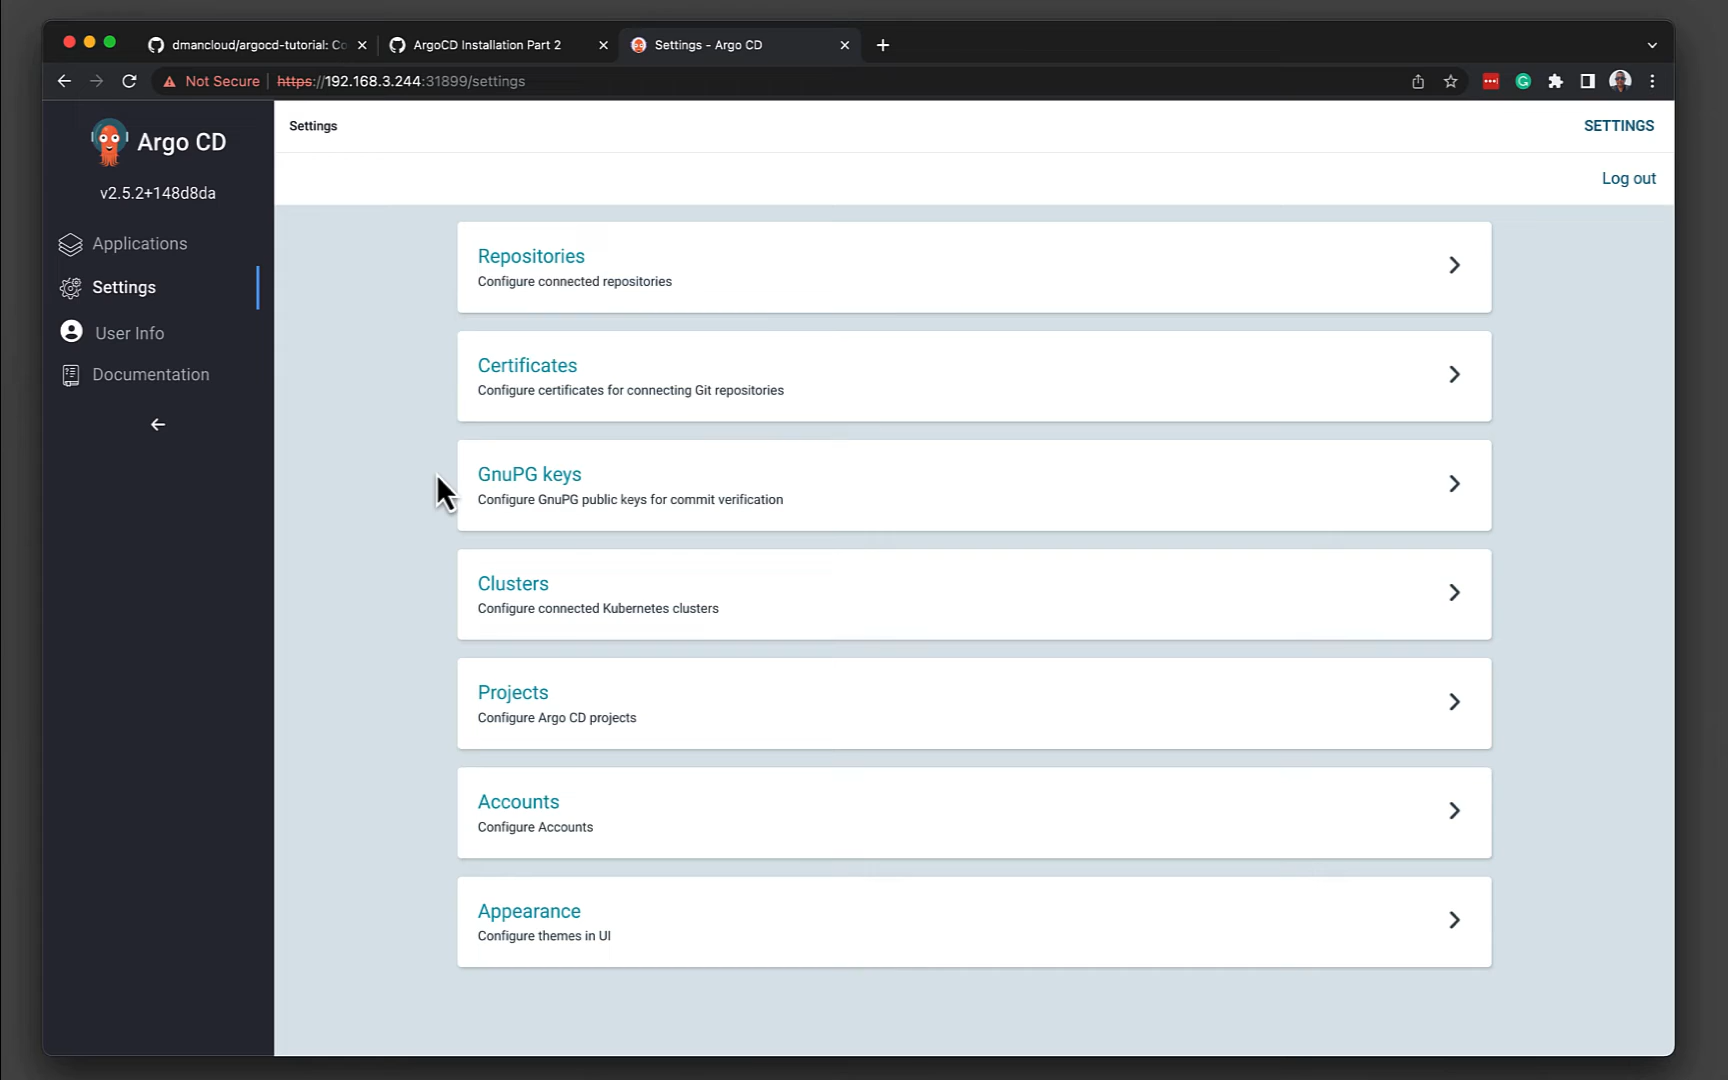 dmancloud/argocd-tutorial: Co
ArgoCD Installation Part 2
Settings - Argo CD
Not Secure
https://192.168.3.244:31899/settings
Argo CD
v2.5.2+148d8da
Applications
Settings
User Info
Documentation
Settings
SETTINGS
Log out
Repositories
Configure connected repositories
Certificates
Configure certificates for connecting Git repositories
GnuPG keys
Configure GnuPG public keys for commit verification
Clusters
Configure connected Kubernetes clusters
Projects
Configure Argo CD projects
Accounts
Configure Accounts
Appearance
Configure themes in UI